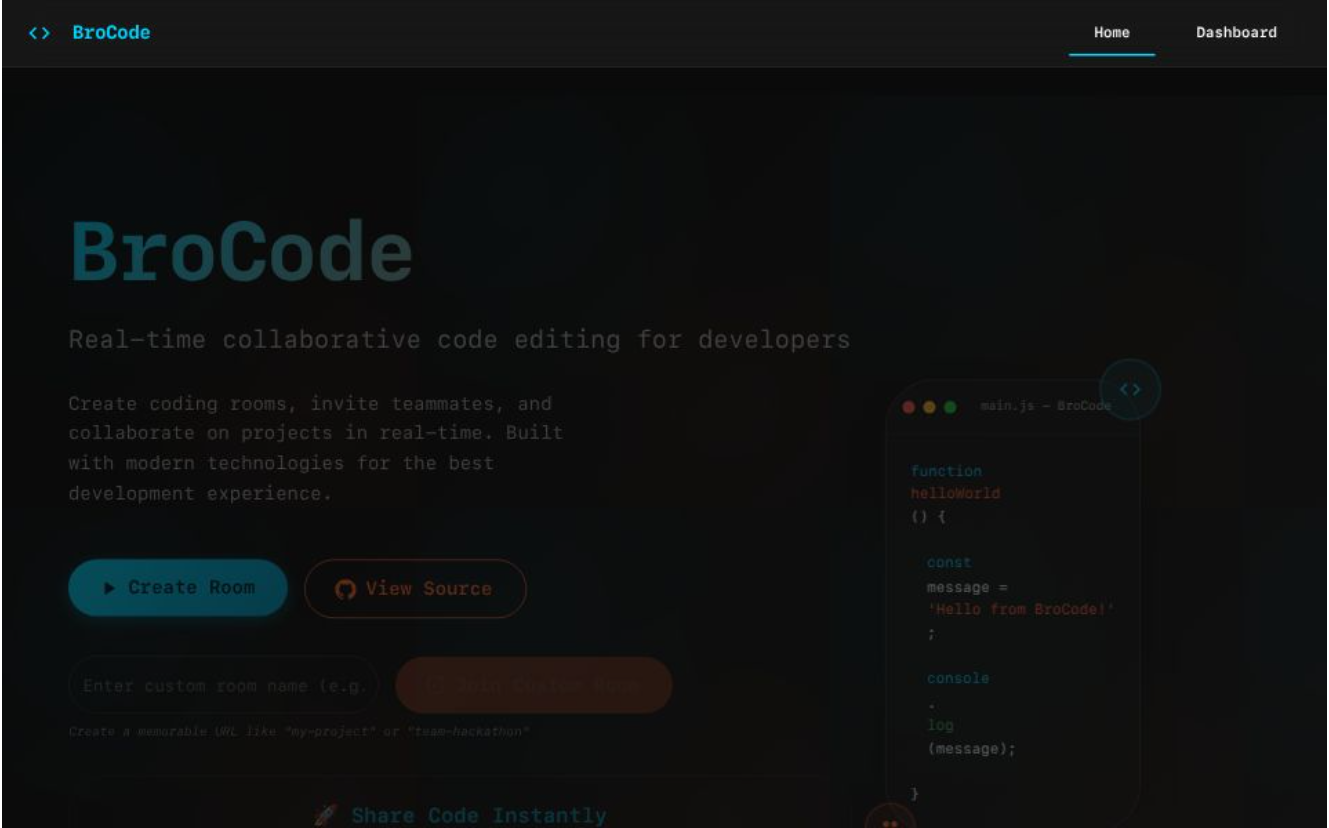 <> BroCode
Home
Dashboard
BroCode
Real-time collaborative code editing for developers
Create coding rooms, invite teammates, and
collaborate on projects in real-time. Built
with modern technologies for the best
development experience.
Create Room
View Source
Enter custom room name (e.g.
Join Custom Room
Create a memorable URL like "my-project" or "team-hackathon"
🚀 Share Code Instantly
<>
main.js - BroCode
function
helloWorld
() {
const
message =
'Hello from BroCode!'
;
console
.
log
(message);
}